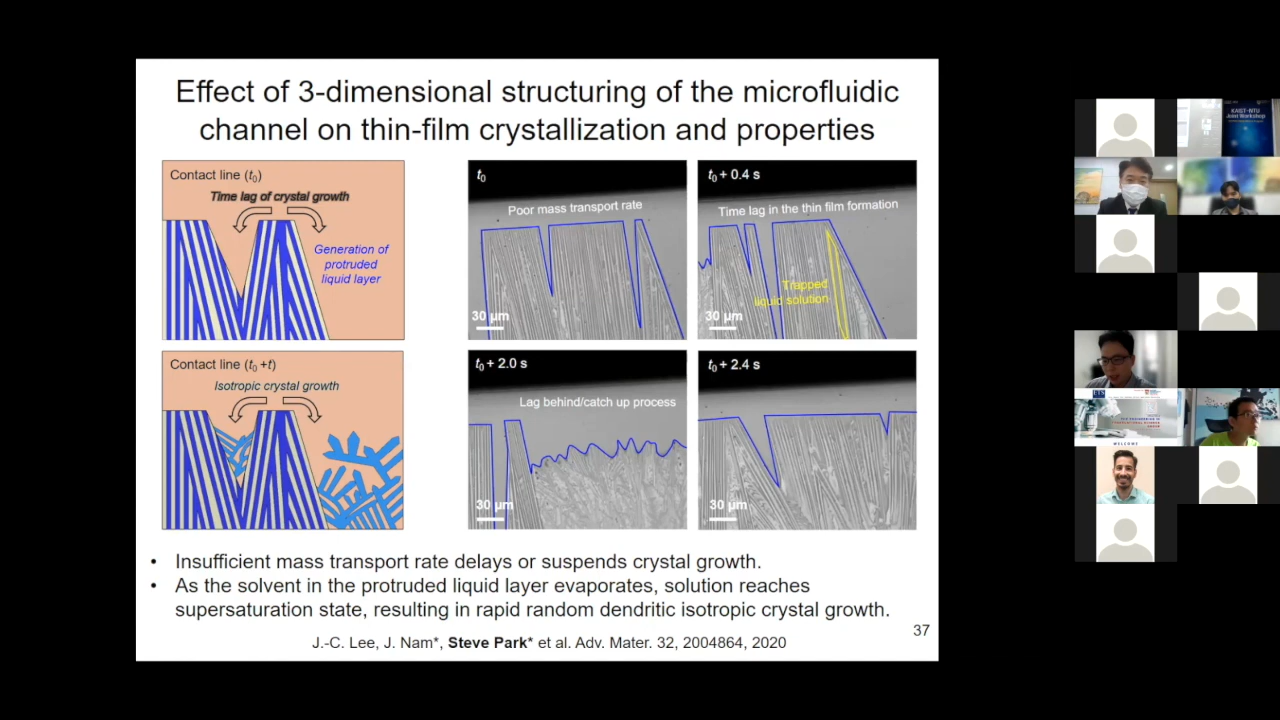 Effect of 3-dimensional structuring of the microfluidic
channel on thin-film crystallization and properties
Contact line (t0)
Time lag of crystal growth
Generation of
protruded
liquid layer
t0
Poor mass transport rate
30 μm
t0 + 0.4 s
Time lag in the thin film formation
Trapped
liquid solution
30 μm
Contact line (t0 +t)
Isotropic crystal growth
t0 + 2.0 s
Lag behind/catch up process
30 μm
t0 + 2.4 s
30 μm
• Insufficient mass transport rate delays or suspends crystal growth.
• As the solvent in the protruded liquid layer evaporates, solution reaches
supersaturation state, resulting in rapid random dendritic isotropic crystal growth.
37
J.-C. Lee, J. Nam*, Steve Park* et al. Adv. Mater. 32, 2004864, 2020
KAIST-NTU
Joint Workshop
WELCOME